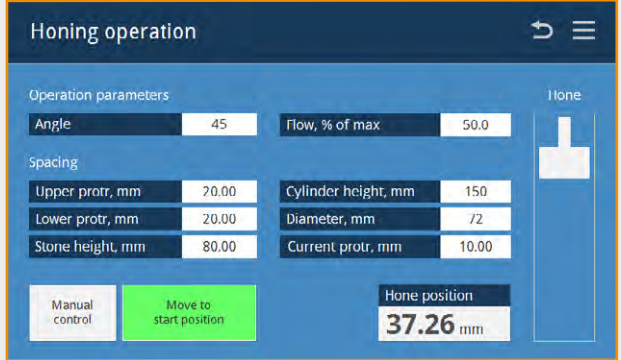 Honing operation
Operation parameters
Hone
Angle 45 Flow, % of max 50.0
Spacing
Upper protr, mm 20.00 Cylinder height, mm 150
Lower protr, mm 20.00 Diameter, mm 72
Stone height, mm 80.00 Current protr, mm 10.00
Manual
control
Move to
start position
Hone position
37.26 mm